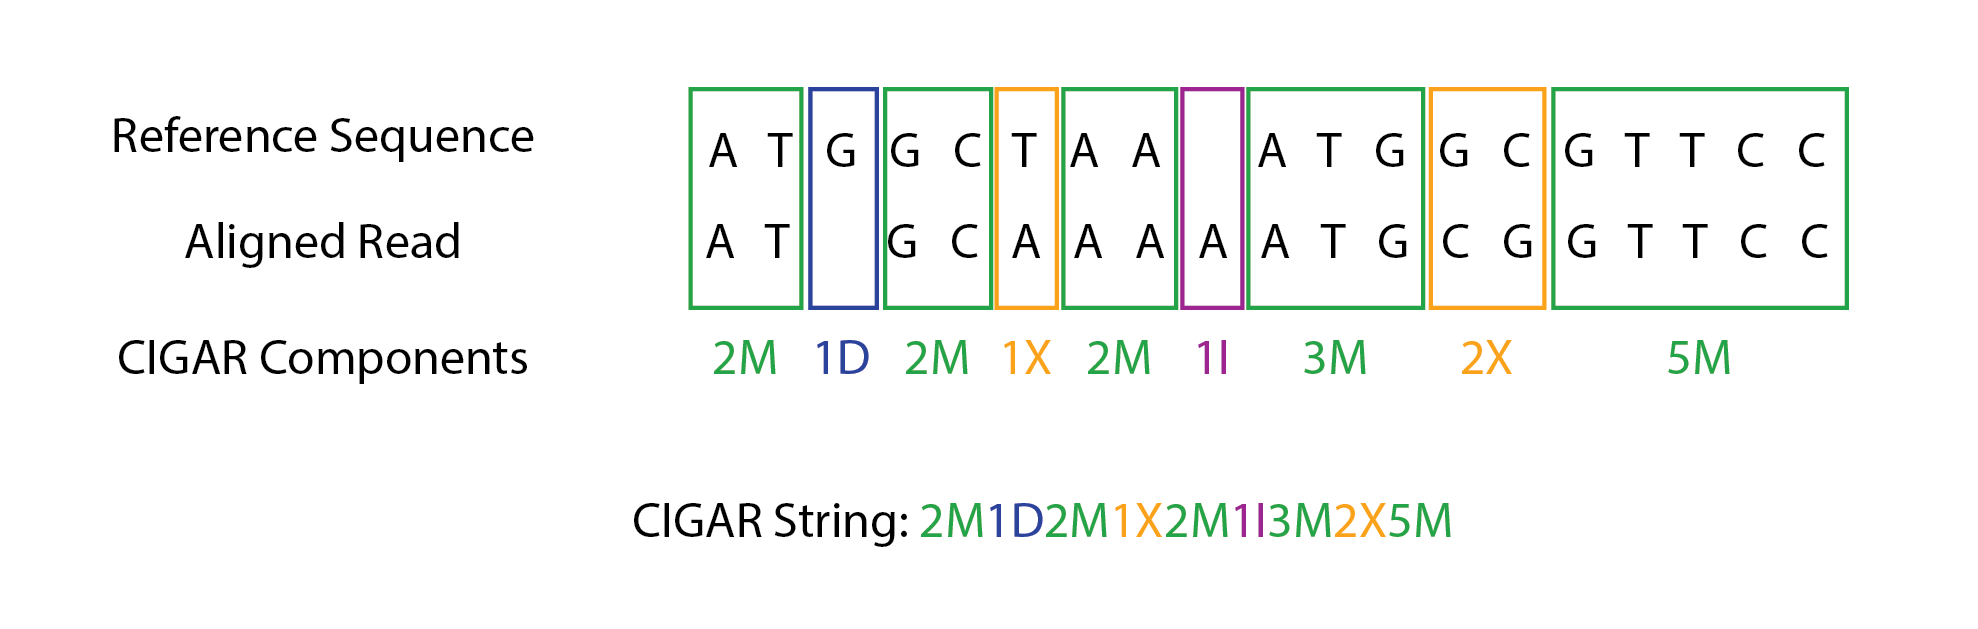 Reference Sequence A T G G C T A A A T G G C G T T C C
Aligned Read A T G C A A A A A T G C G G T T C C
CIGAR Components 2M 1D 2M 1X 2M 1I 3M 2X 5M
CIGAR String: 2M1D2M1X2M1I3M2X5M